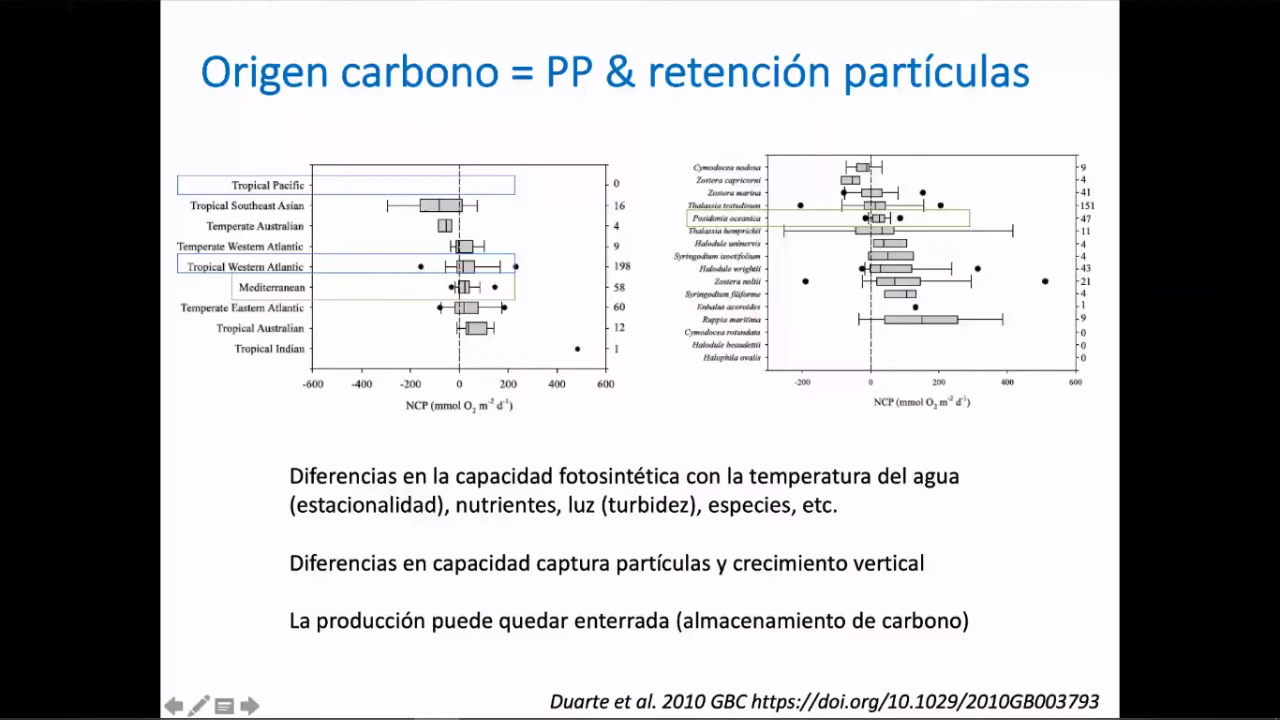 Origen carbono = PP & retención partículas
Tropical Pacific 0
Tropical Southeast Asian 16
Temperate Australian 4
Temperate Western Atlantic 9
Tropical Western Atlantic 198
Mediterranean 58
Temperate Eastern Atlantic 60
Tropical Australian 12
Tropical Indian 1
-600 -400 -200 0 200 400 600
NCP (mmol O2 m-2 d-1)
Cymodocea nodosa 9
Zostera capricorni 4
Zostera marina 41
Thalassia testudinum 151
Posidonia oceanica 47
Thalassia hemprichii 11
Halodule uninervis 4
Syringodium isoetifolium 4
Halodule wrightii 43
Zostera noltii 21
Syringodium filiforme 4
Enhalus acoroides 1
Ruppia maritima 9
Cymodocea rotundata 0
Halodule beaudettii 0
Halophila ovalis 0
-200 0 200 400 600
NCP (mmol O2 m-2 d-1)
Diferencias en la capacidad fotosintética con la temperatura del agua
(estacionalidad), nutrientes, luz (turbidez), especies, etc.
Diferencias en capacidad captura partículas y crecimiento vertical
La producción puede quedar enterrada (almacenamiento de carbono)
Duarte et al. 2010 GBC https://doi.org/10.1029/2010GB003793